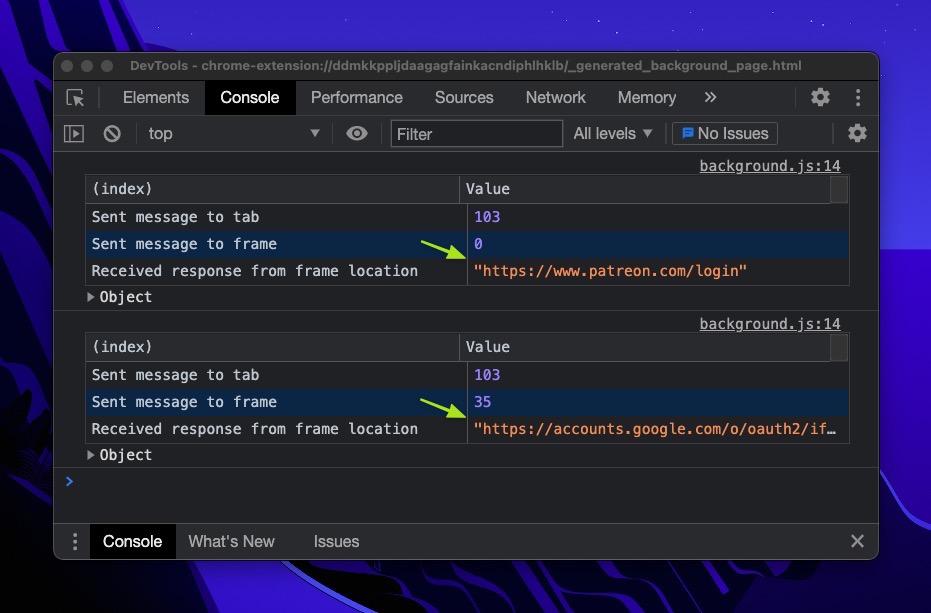 DevTools - chrome-extension://ddmkkppljdaagagfainkacndiphlhklb/_generated_background_page.html
Elements Console Performance Sources Network Memory »
top Filter All levels No Issues
background.js:14
(index) Value
Sent message to tab 103
Sent message to frame 0
Received response from frame location "https://www.patreon.com/login"
Object
background.js:14
(index) Value
Sent message to tab 103
Sent message to frame 35
Received response from frame location "https://accounts.google.com/o/oauth2/if…
Object
Console What's New Issues